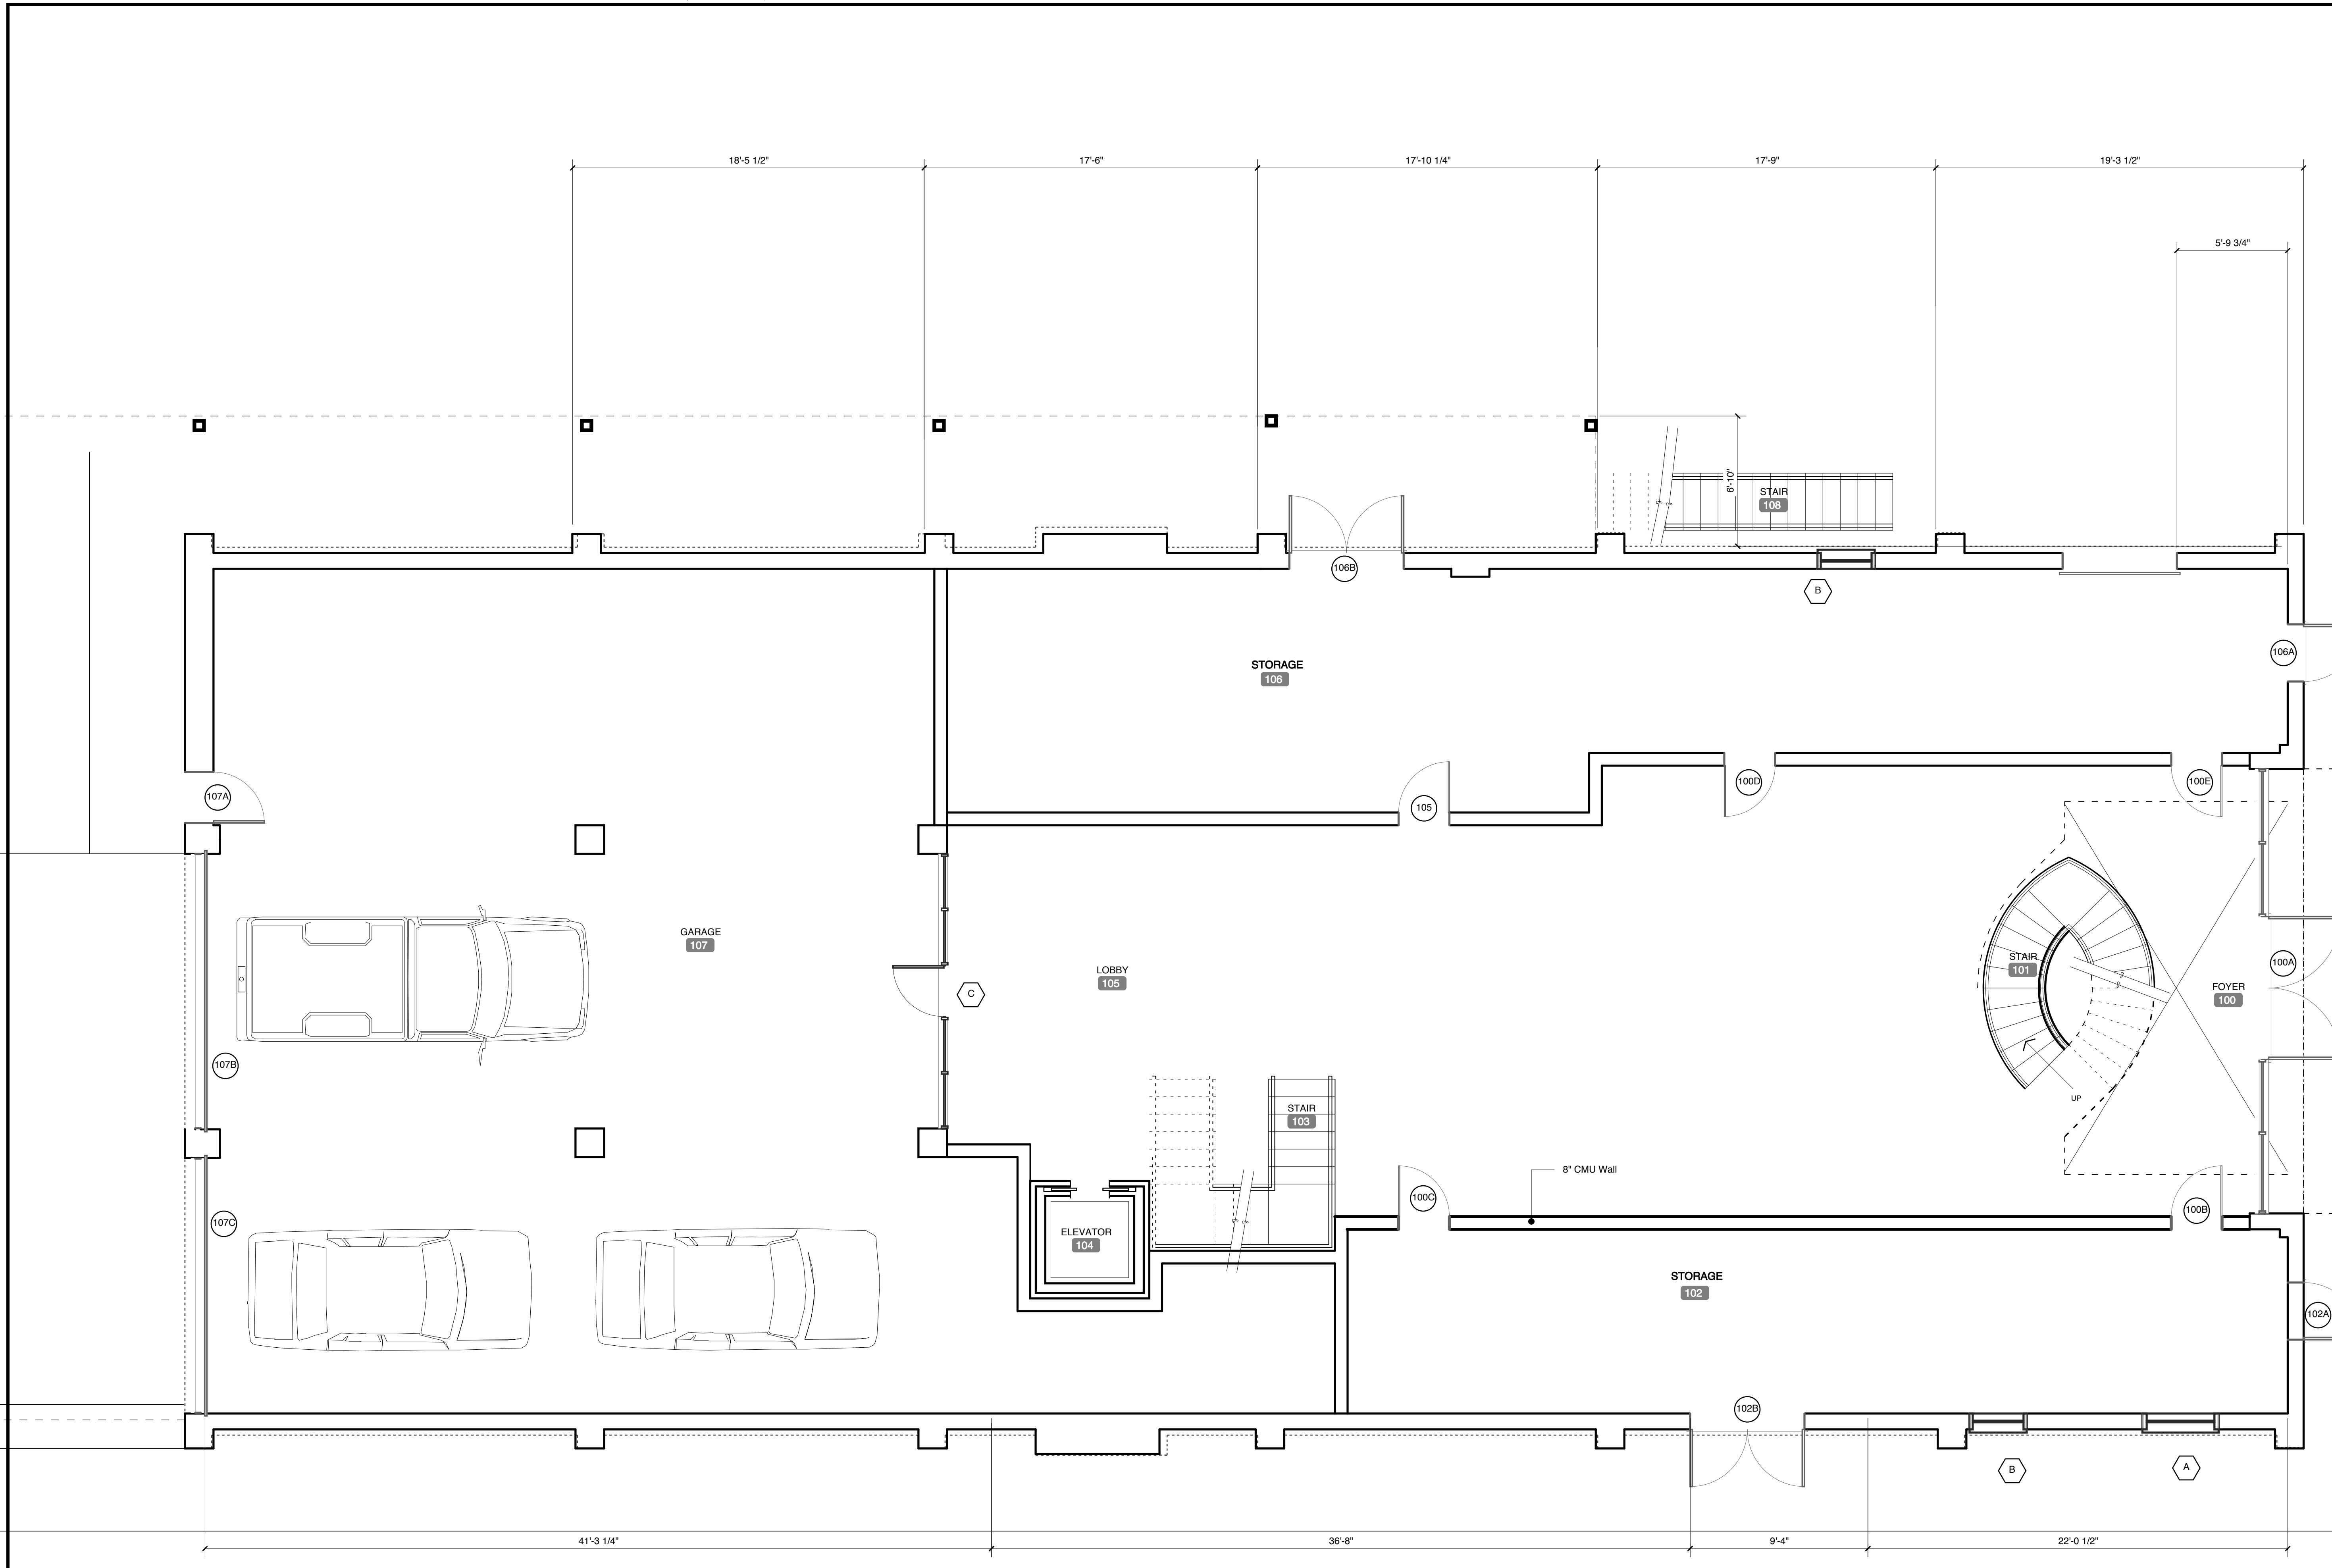 18'-5 1/2"
17'-6"
17'-10 1/4"
17'-9"
19'-3 1/2"
5'-9 3/4"
6'-10"
STAIR
108
106B
B
106A
STORAGE
106
107A
105
100D
100E
GARAGE
107
LOBBY
105
C
STAIR
101
100A
FOYER
100
107B
UP
STAIR
103
8" CMU Wall
100C
100B
107C
ELEVATOR
104
STORAGE
102
102A
102B
B
A
41'-3 1/4"
36'-8"
9'-4"
22'-0 1/2"